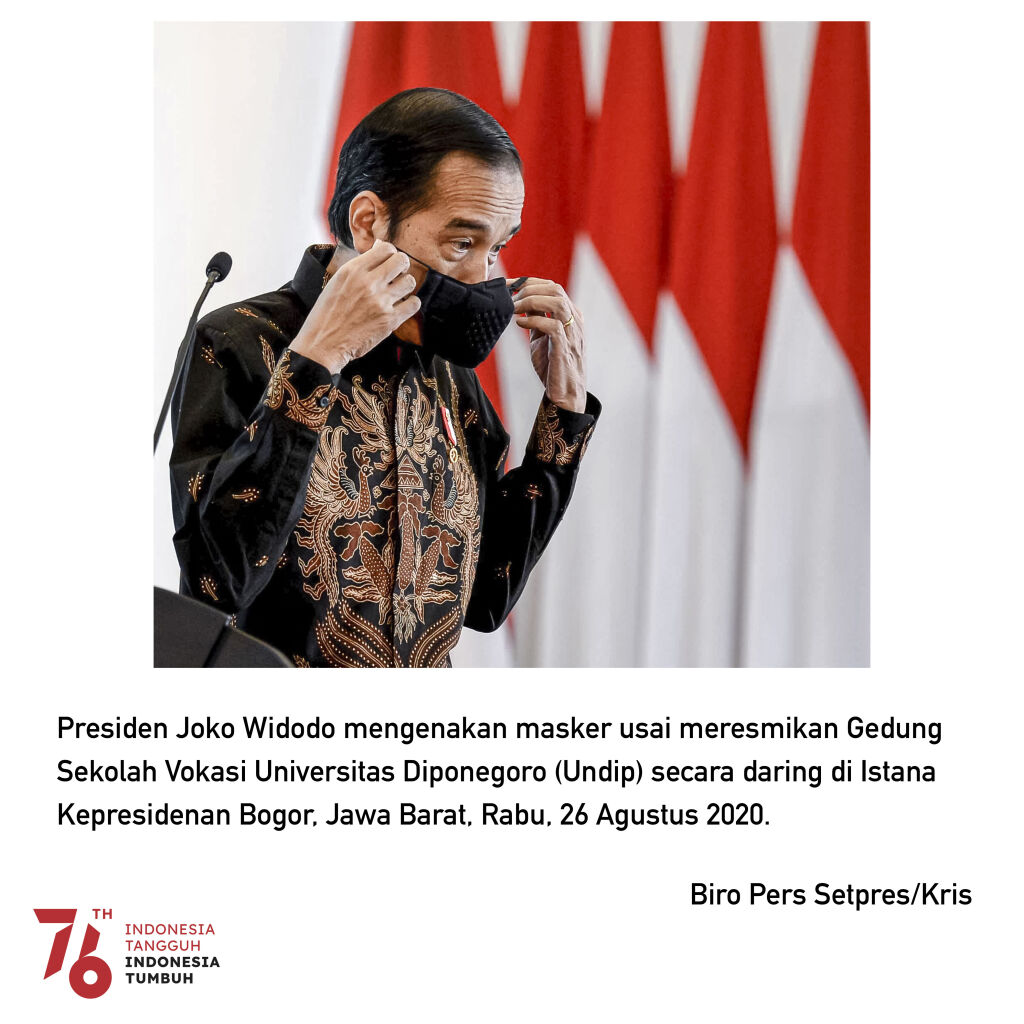 Presiden Joko Widodo mengenakan masker usai meresmikan Gedung
Sekolah Vokasi Universitas Diponegoro (Undip) secara daring di Istana
Kepresidenan Bogor, Jawa Barat, Rabu, 26 Agustus 2020.
Biro Pers Setpres/Kris
76 TH
INDONESIA
TANGGUH
INDONESIA
TUMBUH